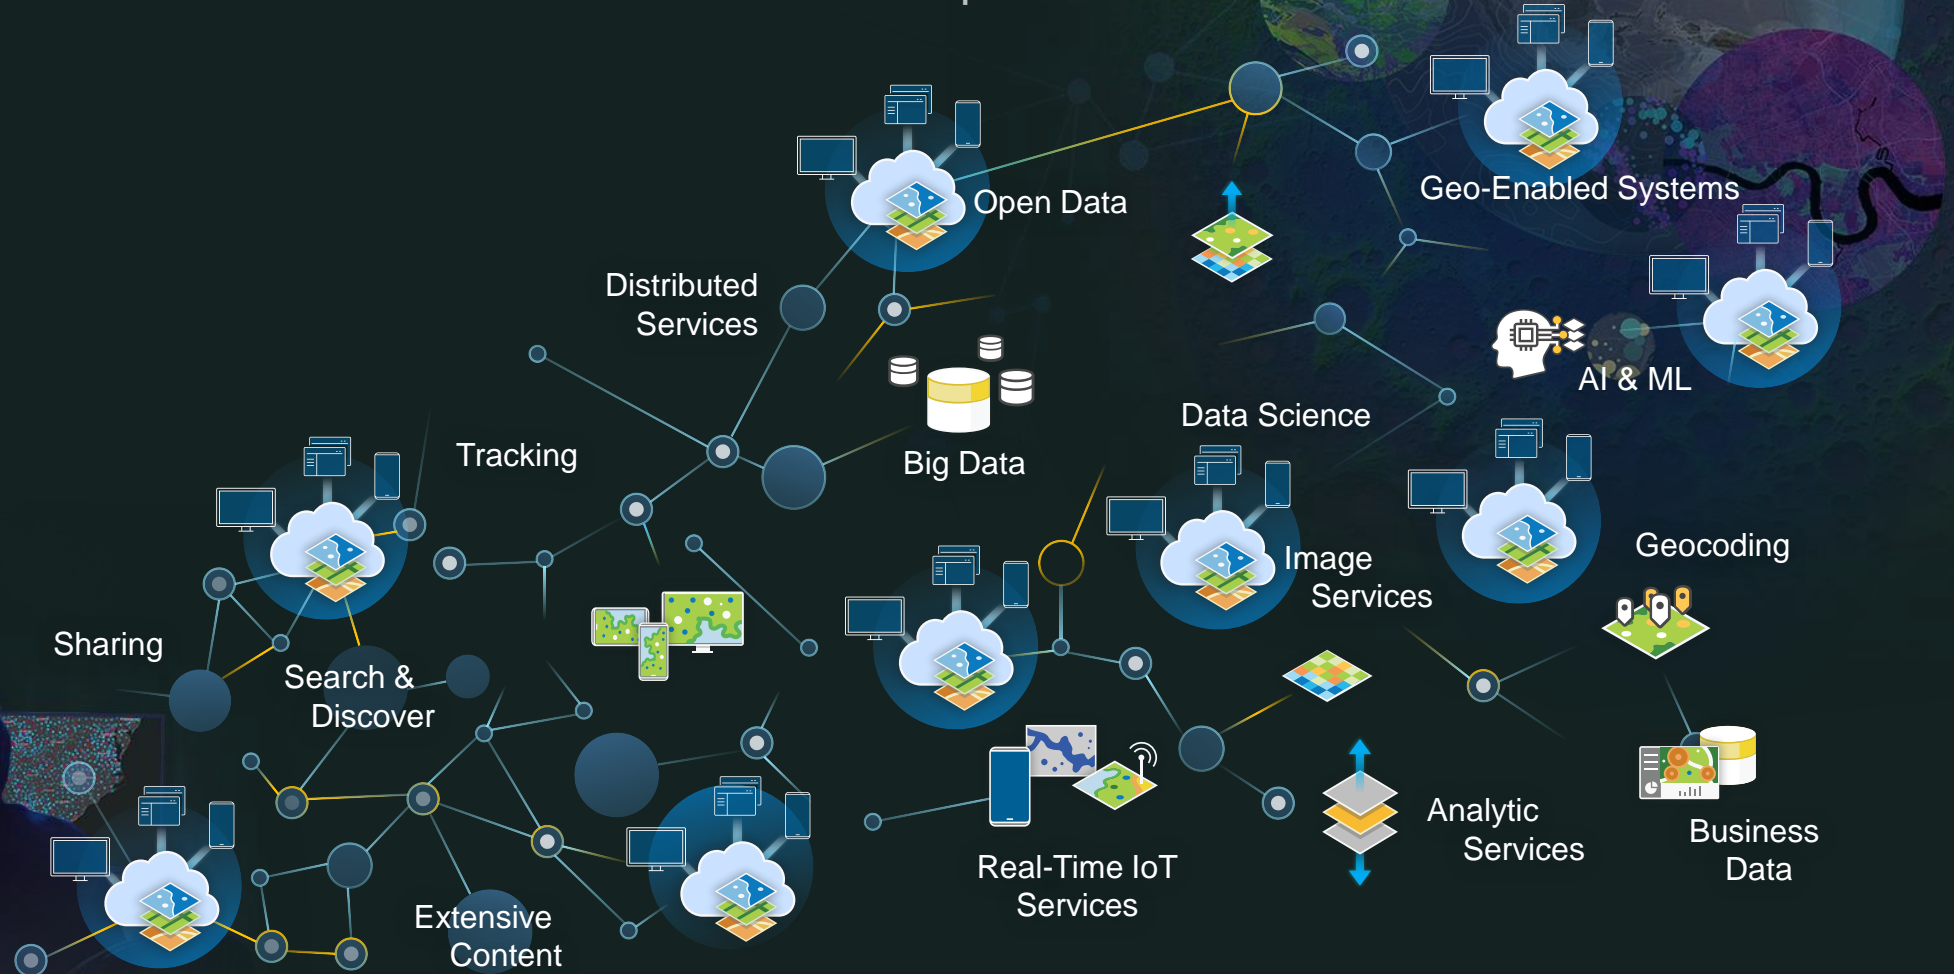 Open Data
Geo-Enabled Systems
Distributed
Services
AI & ML
Data Science
Tracking
Big Data
Image
Services
Geocoding
Sharing
Search &
Discover
Analytic
Services
Business
Data
Real-Time IoT
Services
Extensive
Content